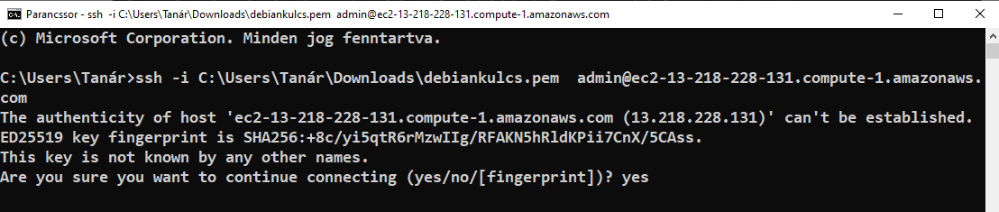 Parancssor - ssh  -i C:\Users\Tanár\Downloads\debiankulcs.pem  admin@ec2-13-218-228-131.compute-1.amazonaws.com
(c) Microsoft Corporation. Minden jog fenntartva.
C:\Users\Tanár>ssh -i C:\Users\Tanár\Downloads\debiankulcs.pem  admin@ec2-13-218-228-131.compute-1.amazonaws.
com
The authenticity of host 'ec2-13-218-228-131.compute-1.amazonaws.com (13.218.228.131)' can't be established.
ED25519 key fingerprint is SHA256:+8c/yi5qtR6rMzwIIg/RFAKN5hRldKPii7CnX/5CAss.
This key is not known by any other names.
Are you sure you want to continue connecting (yes/no/[fingerprint])? yes